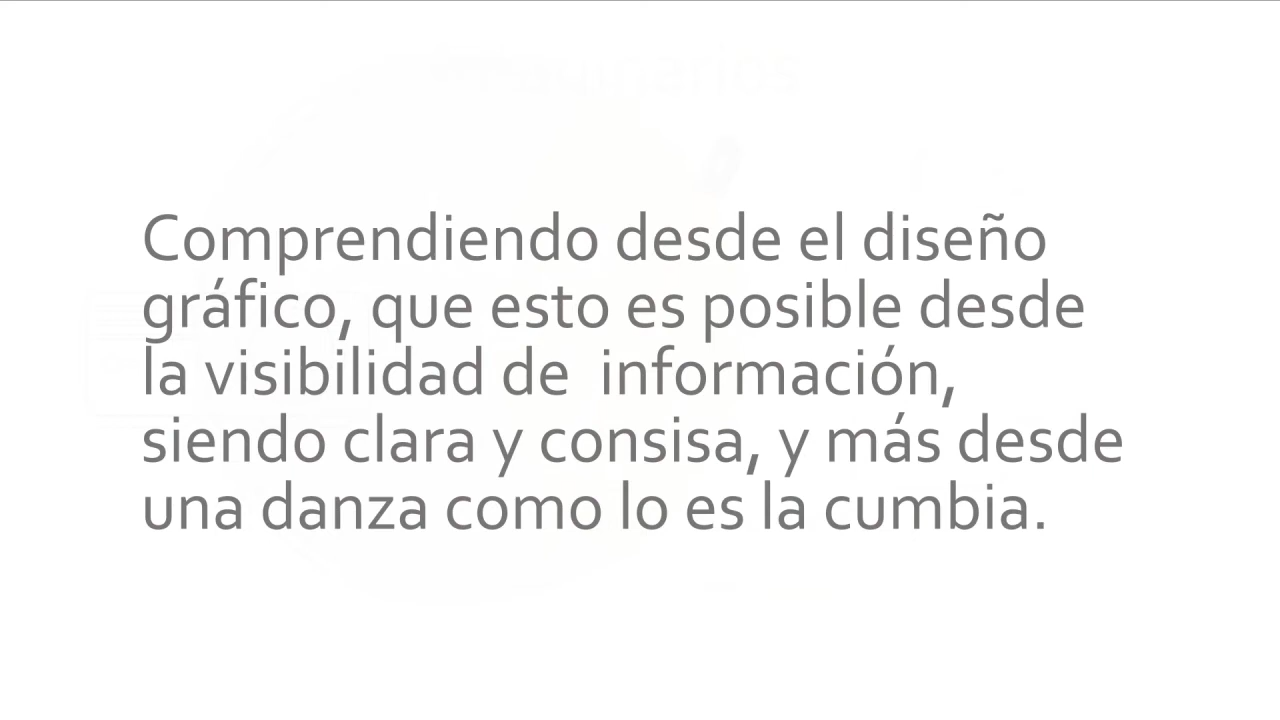 Comprendiendo desde el diseño
gráfico, que esto es posible desde
la visibilidad de  información,
siendo clara y consisa, y más desde
una danza como lo es la cumbia.